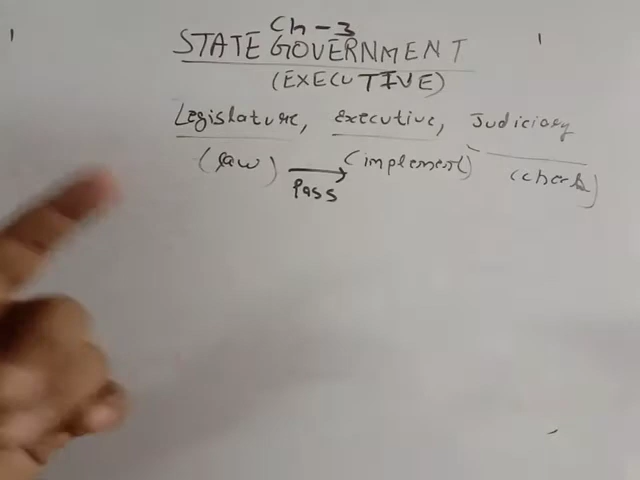 Ch-3
STATE GOVERNMENT
(EXECUTIVE)
Legislature, executive, Judiciary
(law) → (implement) (check)
Pass